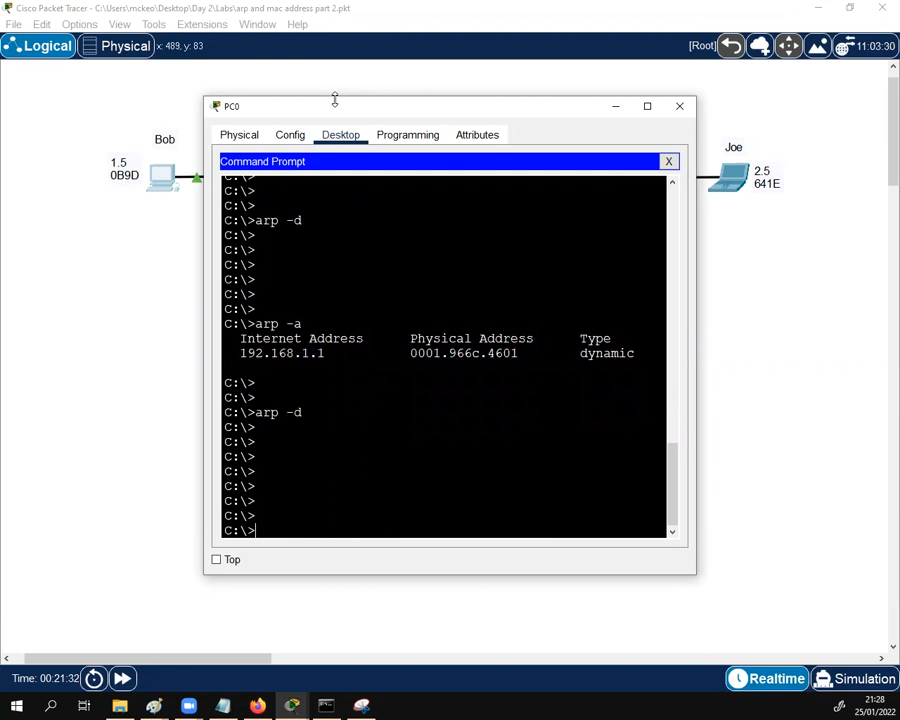 Cisco Packet Tracer - C:\Users\mckeo\Desktop\Day 2\Labs\arp and mac address part 2.pkt
File Edit Options View Tools Extensions Window Help
Logical Physical x: 489, y: 83 [Root] 11:03:30
PC0
Physical Config Desktop Programming Attributes
Command Prompt X
Bob
1.5
0B9D
Joe
2.5
641E
C:\>
C:\>
C:\>
C:\>arp -d
C:\>
C:\>
C:\>
C:\>
C:\>
C:\>
C:\>arp -a
Internet Address Physical Address Type
192.168.1.1 0001.966c.4601 dynamic
C:\>
C:\>
C:\>arp -d
C:\>
C:\>
C:\>
C:\>
C:\>
C:\>
C:\>
C:\>
Top
Time: 00:21:32 Realtime Simulation
21:28
25/01/2022